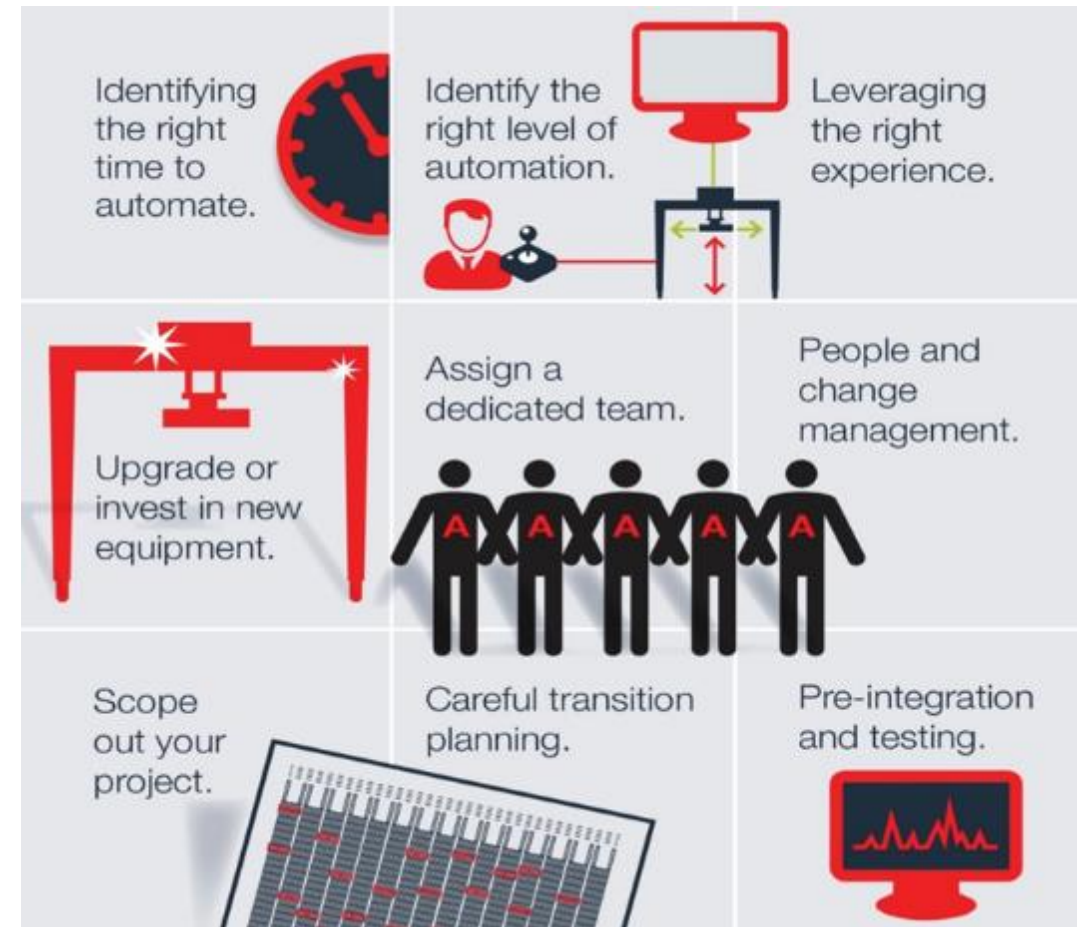 Identifying
the right
time to
automate.
Identify the
right level of
automation.
Leveraging
the right
experience.
Upgrade or
invest in new
equipment.
Assign a
dedicated team.
A A A A A
People and
change
management.
Scope
out your
project.
Careful transition
planning.
Pre-integration
and testing.